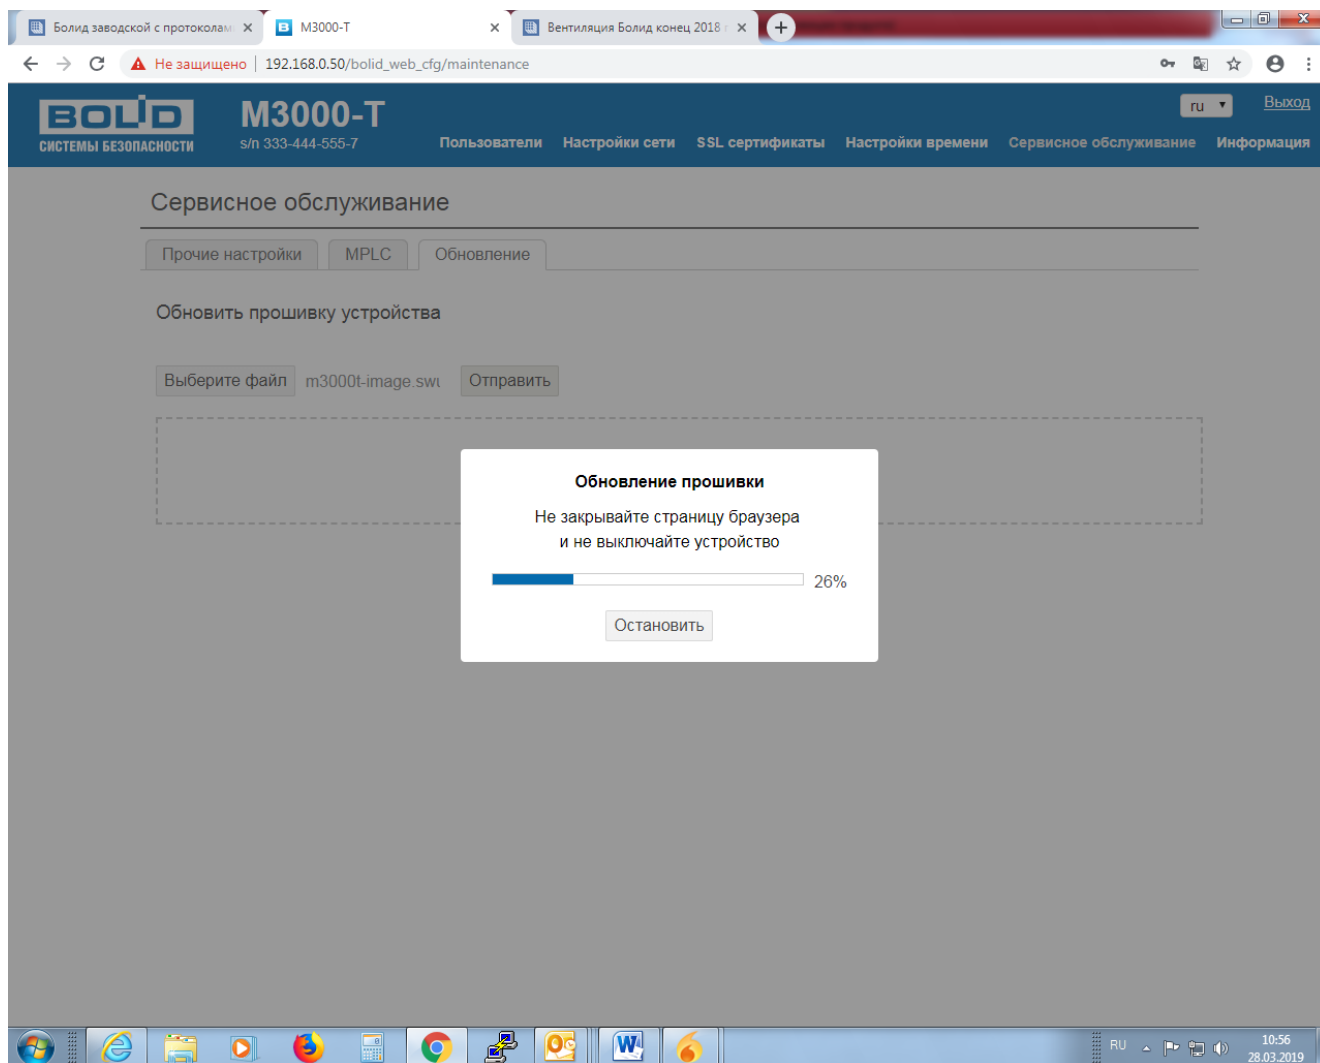 Болид заводской с протоколам
M3000-T
Вентиляция Болид конец 2018 г
Не защищено
192.168.0.50/bolid_web_cfg/maintenance
BOLID
СИСТЕМЫ БЕЗОПАСНОСТИ
M3000-T
s/n 333-444-555-7
ru
Выход
Пользователи Настройки сети SSL сертификаты Настройки времени Сервисное обслуживание Информация
Сервисное обслуживание
Прочие настройки MPLC Обновление
Обновить прошивку устройства
Выберите файл m3000t-image.swu Отправить
Обновление прошивки
Не закрывайте страницу браузера
и не выключайте устройство
26%
Остановить
RU
10:56
28.03.2019